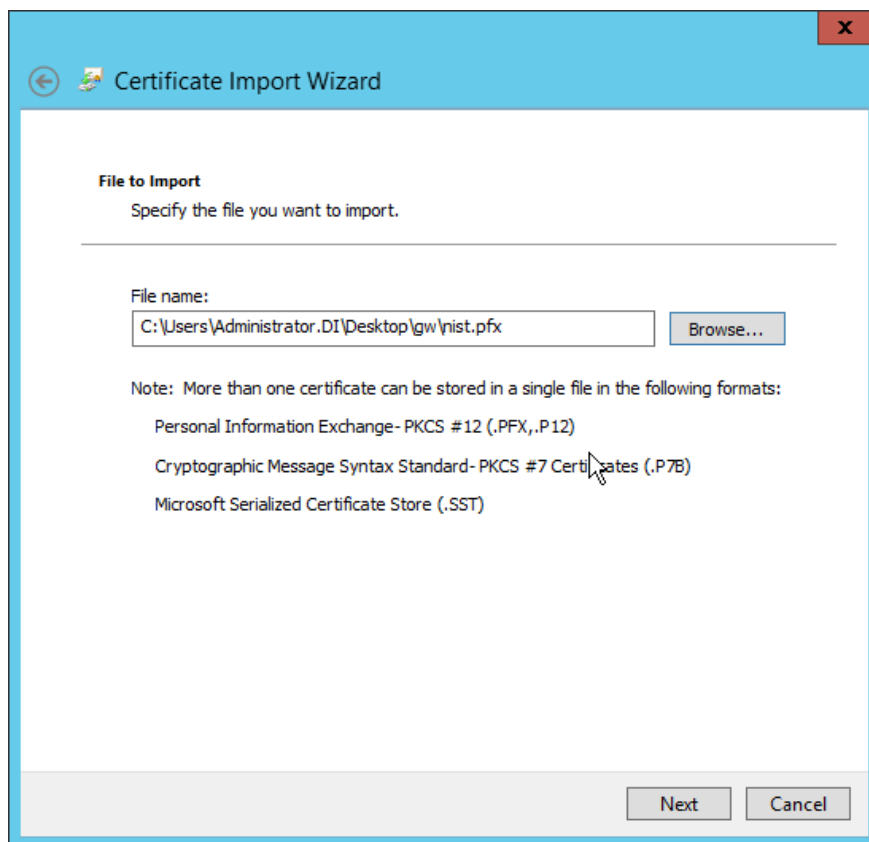 x
Certificate Import Wizard
File to Import
Specify the file you want to import.
File name:
C:\Users\Administrator.DI\Desktop\gw\nist.pfx
Browse...
Note: More than one certificate can be stored in a single file in the following formats:
Personal Information Exchange- PKCS #12 (.PFX,.P12)
Cryptographic Message Syntax Standard- PKCS #7 Certificates (.P7B)
Microsoft Serialized Certificate Store (.SST)
Next
Cancel